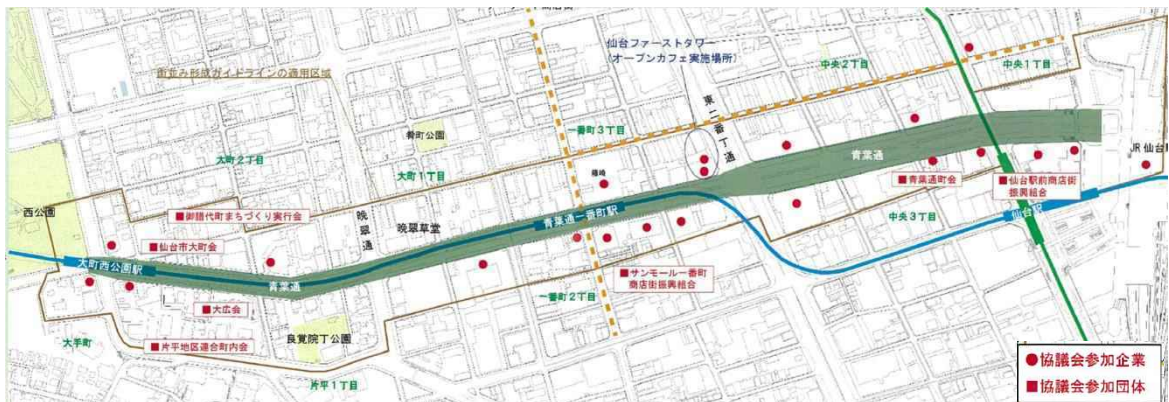 仙台ファーストタワー
(オープンカフェ実施場所)
街並み形成ガイドラインの適用区域
中央2丁目
中央1丁目
東二番丁通
肴町公園
一番町3丁目
大町2丁目
大町1丁目
藤崎
青葉通
JR仙台
西公園
■御譜代町まちづくり実行会
晩翠通
晩翠草堂
青葉通一番町駅
■青葉通町会
■仙台駅前商店街
振興組合
中央3丁目
仙台駅
■仙台市大町会
大町西公園駅
青葉通
■サンモール一番町
商店街振興組合
一番町2丁目
■大広会
大手町
■片平地区連合町内会
良覚院丁公園
片平1丁目
●協議会参加企業
■協議会参加団体